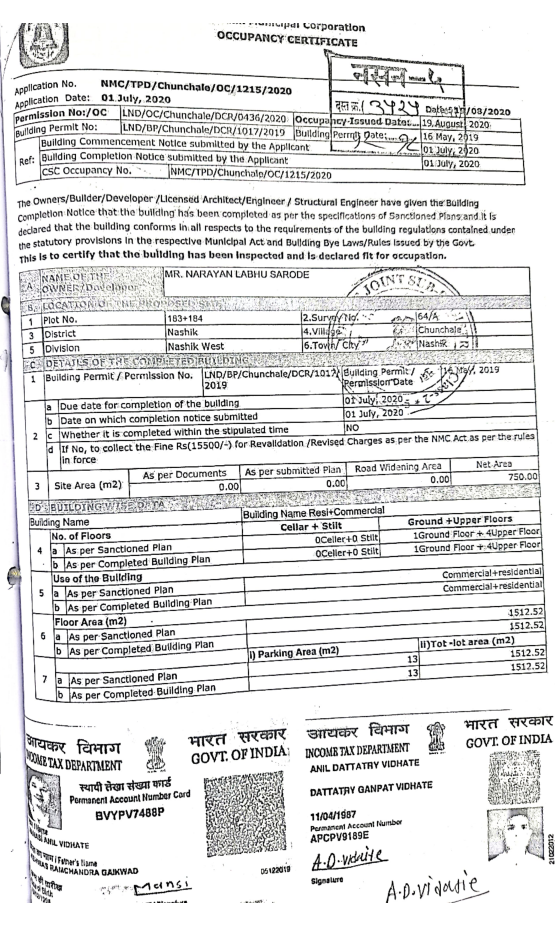 Municipal Corporation
OCCUPANCY CERTIFICATE
नसन - ५
दस्त क्र.( 3424
Application No. NMC/TPD/Chunchale/OC/1215/2020
Application Date: 01 July, 2020
/08/2020
Permission No:/OC LND/OC/Chunchale/DCR/0436/2020 Occupancy Issued Date: 19,August, 2020
Building Permit No: LND/BP/Chunchale/DCR/1017/2019 Building Permit Date: 16 May, 2019
Ref: Building Commencement Notice submitted by the Applicant 01 July, 2020
Building Completion Notice submitted by the Applicant 01 July, 2020
CSC Occupancy No. NMC/TPD/Chunchale/OC/1215/2020
The Owners/Builder/Developer /Licensed Architect/Engineer / Structural Engineer have given the Building
Completion Notice that the building has been completed as per the specifications of Sanctioned Plans and it is
declared that the building conforms in all respects to the requirements of the building regulations contained under
the statutory provisions in the respective Municipal Act and Building Bye Laws/Rules issued by the Govt.
This is to certify that the building has been inspected and is declared fit for occupation.
A NAME OF THE OWNER/Developer MR. NARAYAN LABHU SARODE
JOINT SUB
B LOCATION OF THE PROPOSED SITE
1 Plot No. 183+184 2.Survey No. 64/A
3 District Nashik 4.Village Chunchale
5 Division Nashik West 6.Town/ City Nashik
C DETAILS OF THE COMPLETED BUILDING
1 Building Permit / Permission No. LND/BP/Chunchale/DCR/1017/2019 Building Permit / Permission Date 16 May, 2019
2 a Due date for completion of the building 01 July, 2020
b Date on which completion notice submitted 01 July, 2020
c Whether it is completed within the stipulated time NO
d If No, to collect the Fine Rs(15500/-) for Revalidation /Revised Charges as per the NMC Act as per the rules
in force
As per Documents As per submitted Plan Road Widening Area Net Area
3 Site Area (m2) 0.00 0.00 0.00 750.00
D BUILDING WISE DATA
Building Name Building Name Resi+Commercial
No. of Floors Cellar + Stilt Ground +Upper Floors
4 a As per Sanctioned Plan 0Celler+0 Stilt 1Ground Floor + 4Upper Floor
b As per Completed Building Plan 0Celler+0 Stilt 1Ground Floor + 4Upper Floor
Use of the Building
5 a As per Sanctioned Plan Commercial+residential
b As per Completed Building Plan Commercial+residential
Floor Area (m2)
6 a As per Sanctioned Plan 1512.52
b As per Completed Building Plan 1512.52
i) Parking Area (m2) ii)Tot -lot area (m2)
7 a As per Sanctioned Plan 13 1512.52
b As per Completed Building Plan 13 1512.52
आयकर विभाग
INCOME TAX DEPARTMENT
भारत सरकार
GOVT. OF INDIA
स्थायी लेखा संख्या कार्ड
Permanent Account Number Card
BVYPV7488P
ANIL VIDHATE
/ Father's Name
RAMCHANDRA GAIKWAD
05122019
Mansi
आयकर विभाग
INCOME TAX DEPARTMENT
भारत सरकार
GOVT. OF INDIA
ANIL DATTATRY VIDHATE
DATTATRY GANPAT VIDHATE
11/04/1987
Permanent Account Number
APCPV9189E
Signature
21022012